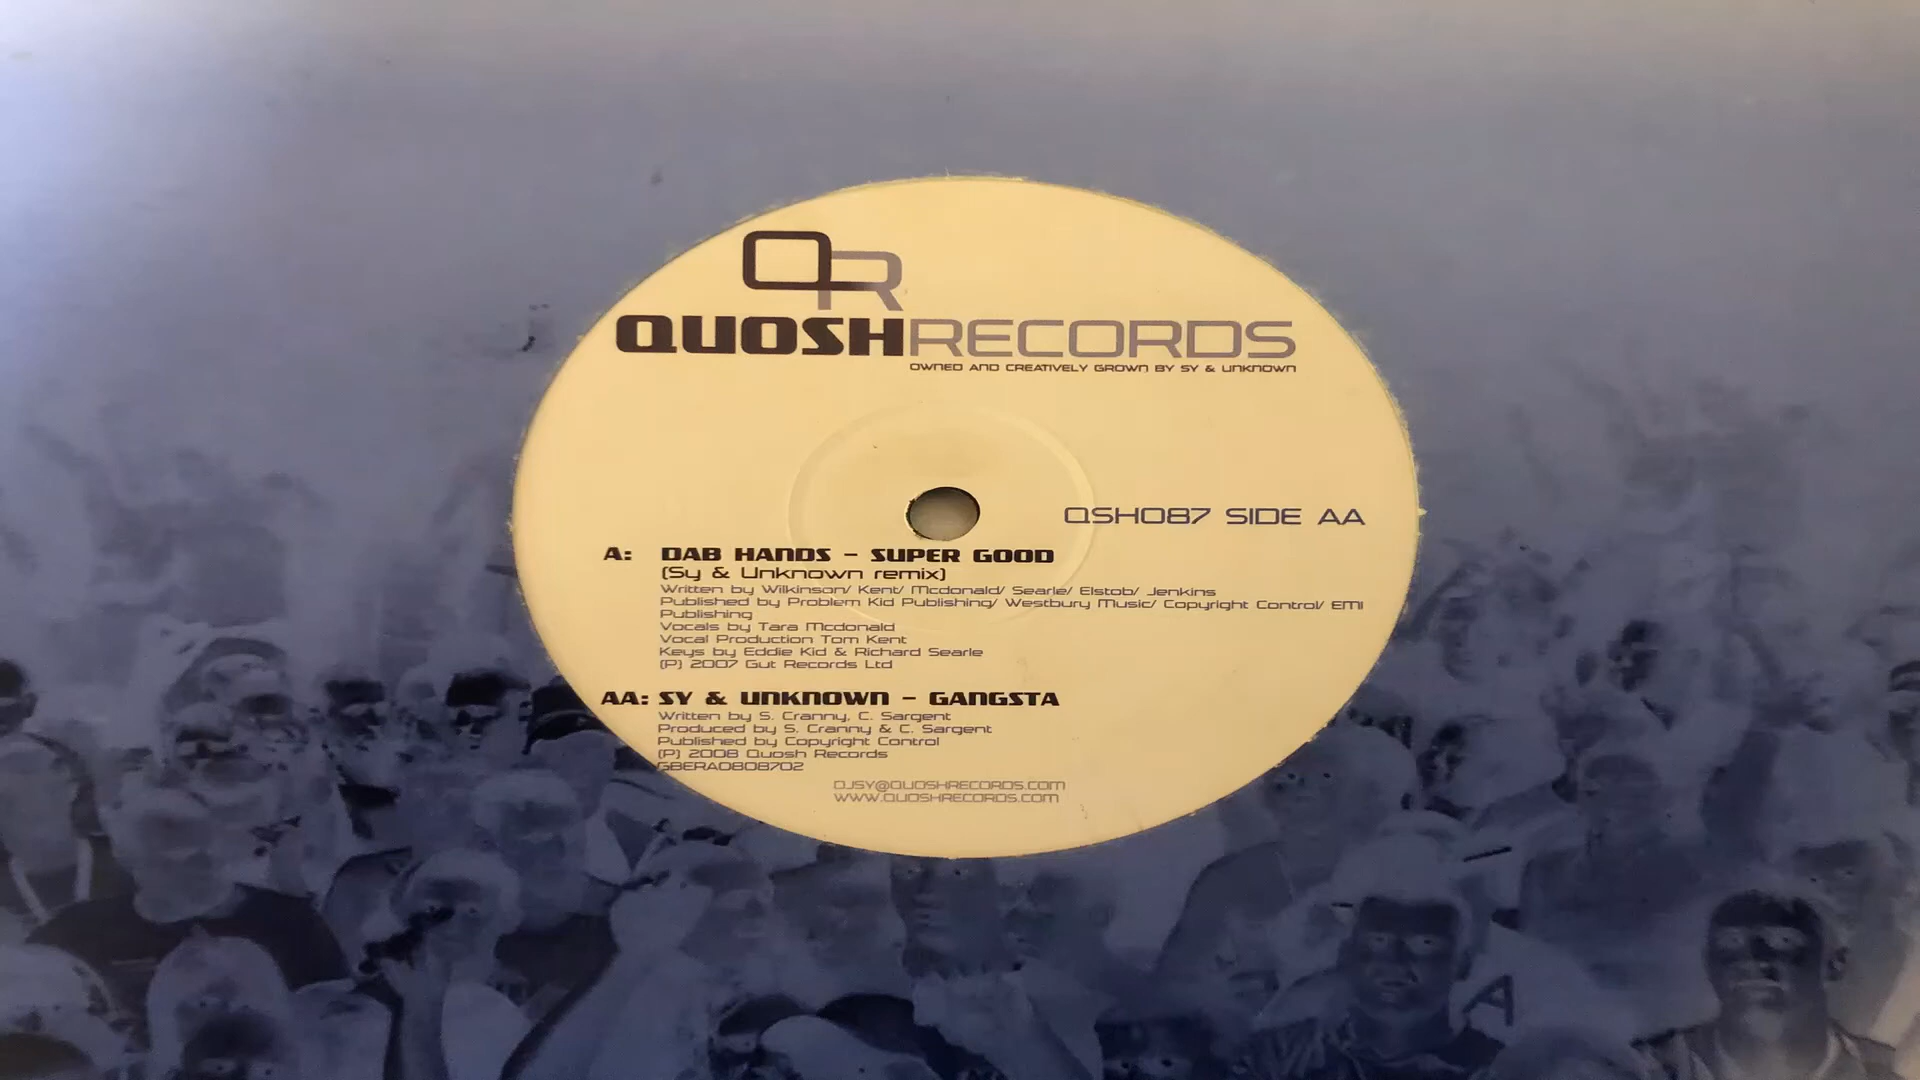 QR
QUOSHRECORDS
OWNED AND CREATIVELY GROWN BY SY & UNKNOWN
QSH087 SIDE AA
A: DAB HANDS - SUPER GOOD
(Sy & Unknown remix)
Written by Wilkinson/ Kent/ Mcdonald/ Searle/ Elstob/ Jenkins
Published by Problem Kid Publishing/ Westbury Music/ Copyright Control/ EMI
Publishing
Vocals by Tara Mcdonald
Vocal Production Tom Kent
Keys by Eddie Kid & Richard Searle
(P) 2007 Gut Records Ltd
AA: SY & UNKNOWN - GANGSTA
Written by S. Cranny, C. Sargent
Produced by S. Cranny & C. Sargent
Published by Copyright Control
(P) 2008 Quosh Records
GBERA0808702
DJSY@QUOSHRECORDS.COM
WWW.QUOSHRECORDS.COM
A